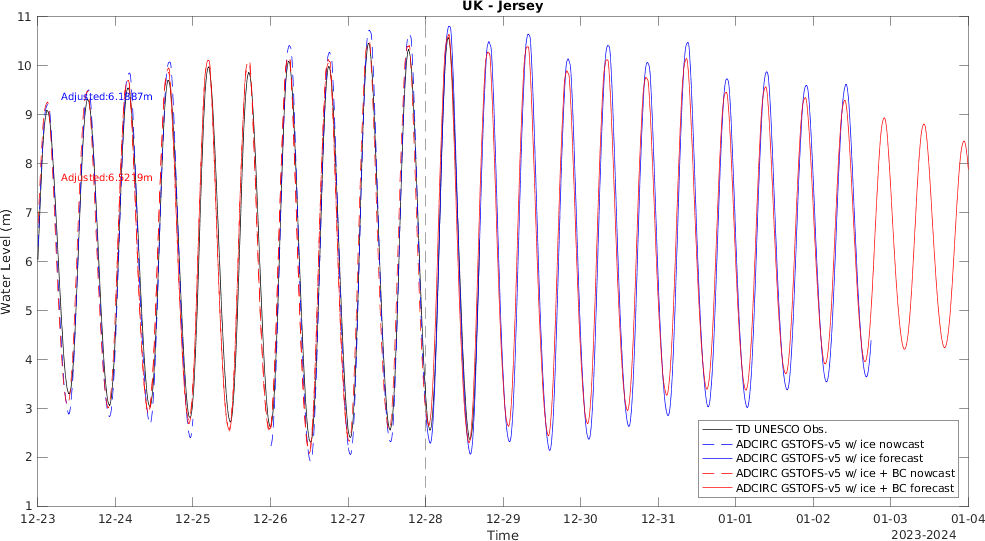 UK - Jersey
11
10
9
8
7
6
5
4
3
2
1
Water Level (m)
Adjusted:6.1887m
Adjusted:6.5219m
TD UNESCO Obs.
ADCIRC GSTOFS-v5 w/ ice nowcast
ADCIRC GSTOFS-v5 w/ ice forecast
ADCIRC GSTOFS-v5 w/ ice + BC nowcast
ADCIRC GSTOFS-v5 w/ ice + BC forecast
12-23 12-24 12-25 12-26 12-27 12-28 12-29 12-30 12-31 01-01 01-02 01-03 01-04
Time
2023-2024